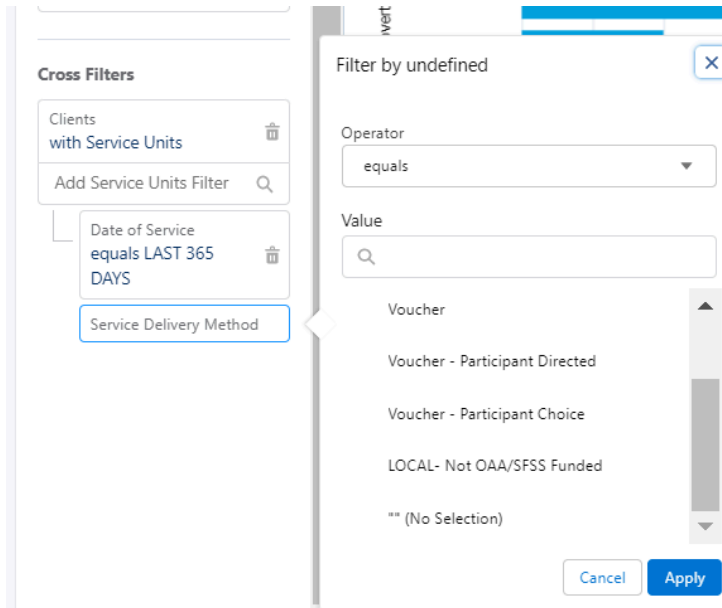 Cross Filters
Clients
with Service Units
Add Service Units Filter
Date of Service
equals LAST 365
DAYS
Service Delivery Method
Filter by undefined
Operator
equals
Value
Voucher
Voucher - Participant Directed
Voucher - Participant Choice
LOCAL- Not OAA/SFSS Funded
"" (No Selection)
Cancel
Apply